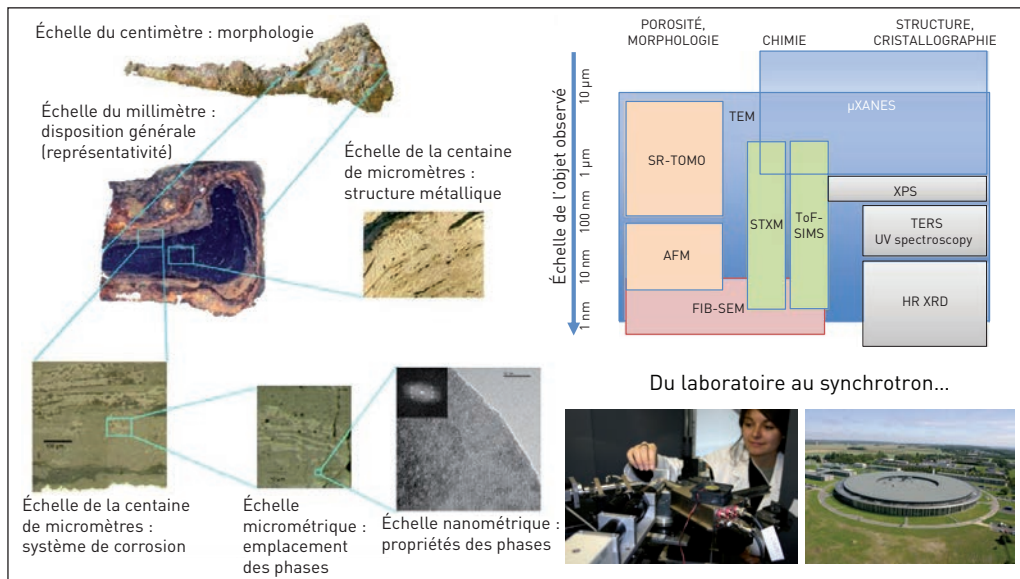 Échelle du centimètre : morphologie
Échelle du millimètre :
disposition générale
(représentativité)
Échelle de la centaine
de micromètres :
structure métallique
Échelle de la centaine
de micromètres :
système de corrosion
Échelle
micrométrique :
emplacement
des phases
Échelle nanométrique :
propriétés des phases
POROSITÉ,
MORPHOLOGIE
CHIMIE
STRUCTURE,
CRISTALLOGRAPHIE
Échelle de l'objet observé
10 µm
1 µm
100 nm
10 nm
1 nm
µXANES
TEM
SR-TOMO
XPS
STXM
ToF-
SIMS
TERS
UV spectroscopy
AFM
HR XRD
FIB-SEM
Du laboratoire au synchrotron...